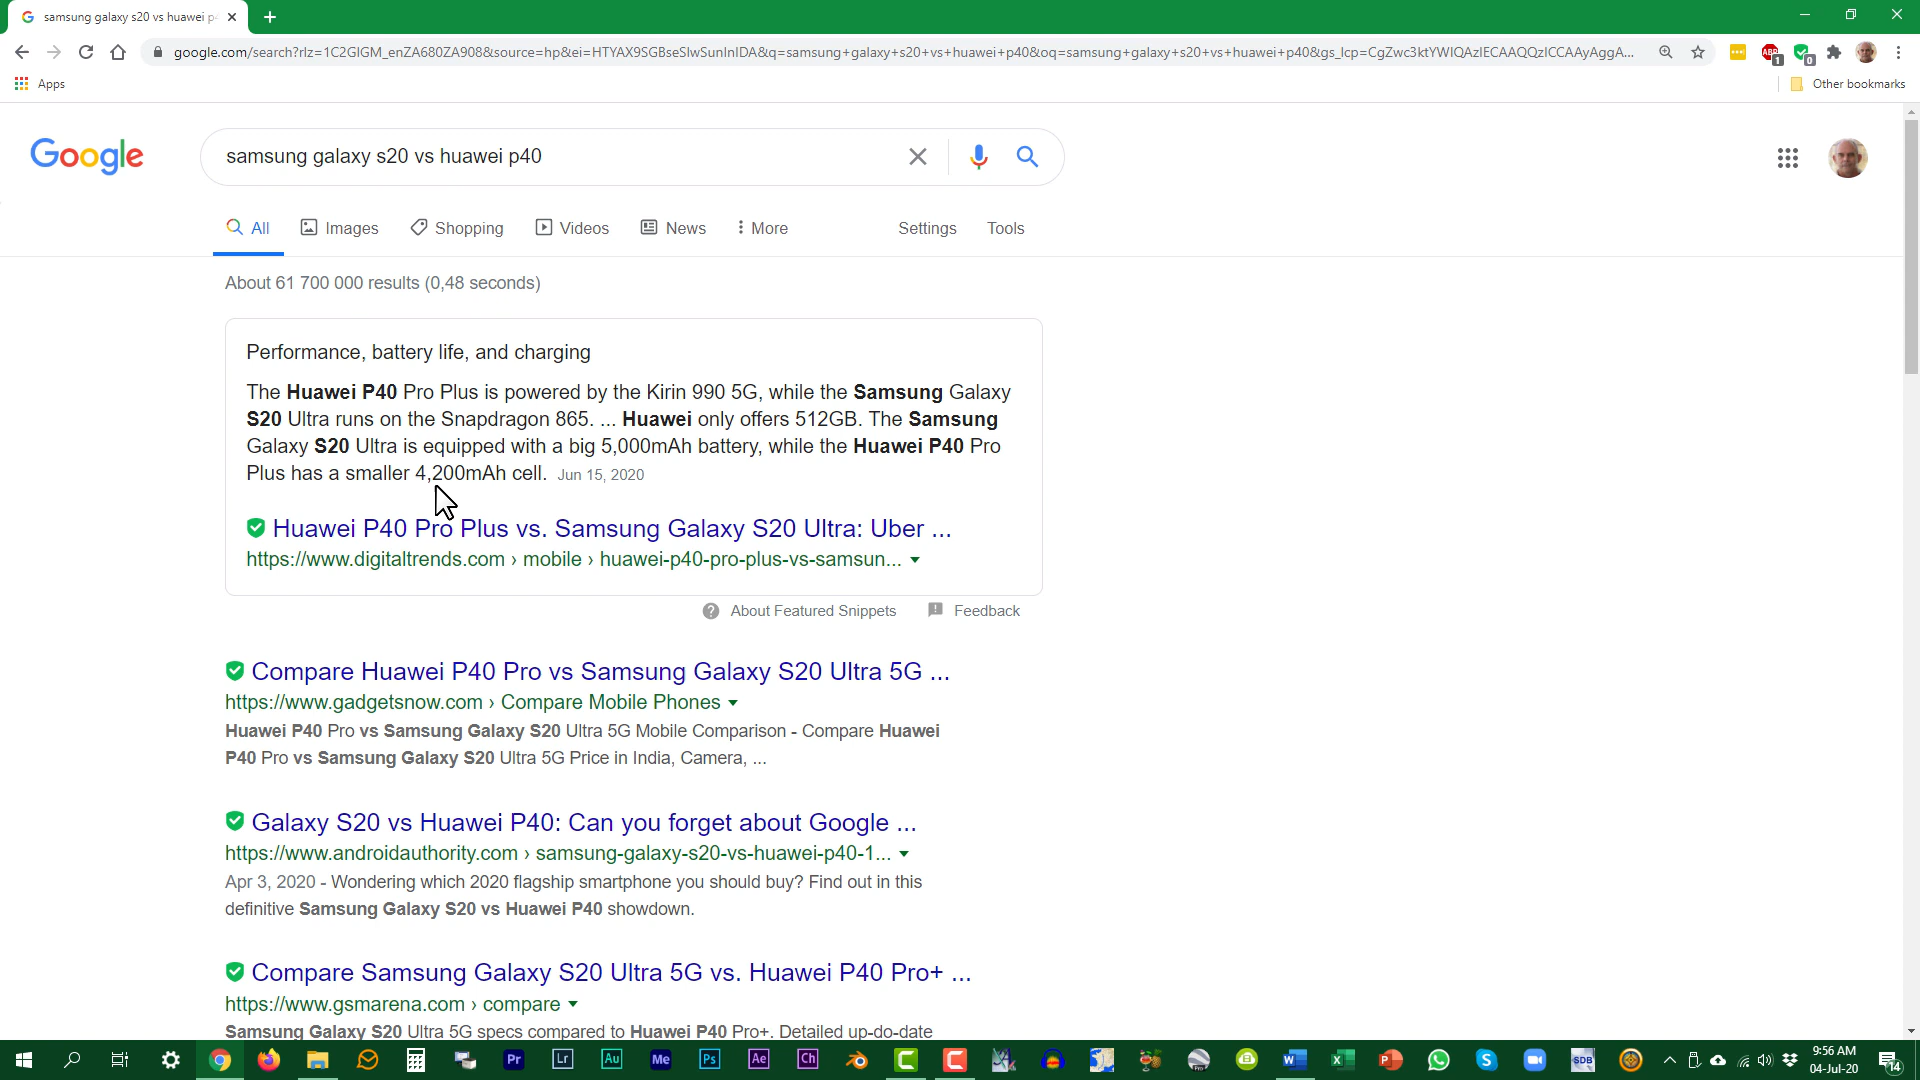 samsung galaxy s20 vs huawei p
google.com/search?rlz=1C2GIGM_enZA680ZA908&source=hp&ei=HTYAX9SGBseSlwSunInIDA&q=samsung+galaxy+s20+vs+huawei+p40&oq=samsung+galaxy+s20+vs+huawei+p40&gs_lcp=CgZwc3ktYWIQAzIECAAQQzICCAAyAggA...
ABP 1 0
Apps Other bookmarks
Google samsung galaxy s20 vs huawei p40
All Images Shopping Videos News More Settings Tools
About 61 700 000 results (0,48 seconds)
Performance, battery life, and charging
The Huawei P40 Pro Plus is powered by the Kirin 990 5G, while the Samsung Galaxy
S20 Ultra runs on the Snapdragon 865. ... Huawei only offers 512GB. The Samsung
Galaxy S20 Ultra is equipped with a big 5,000mAh battery, while the Huawei P40 Pro
Plus has a smaller 4,200mAh cell. Jun 15, 2020
Huawei P40 Pro Plus vs. Samsung Galaxy S20 Ultra: Uber ...
https://www.digitaltrends.com › mobile › huawei-p40-pro-plus-vs-samsun...
About Featured Snippets Feedback
Compare Huawei P40 Pro vs Samsung Galaxy S20 Ultra 5G ...
https://www.gadgetsnow.com › Compare Mobile Phones
Huawei P40 Pro vs Samsung Galaxy S20 Ultra 5G Mobile Comparison - Compare Huawei
P40 Pro vs Samsung Galaxy S20 Ultra 5G Price in India, Camera, ...
Galaxy S20 vs Huawei P40: Can you forget about Google ...
https://www.androidauthority.com › samsung-galaxy-s20-vs-huawei-p40-1...
Apr 3, 2020 - Wondering which 2020 flagship smartphone you should buy? Find out in this
definitive Samsung Galaxy S20 vs Huawei P40 showdown.
Compare Samsung Galaxy S20 Ultra 5G vs. Huawei P40 Pro+ ...
https://www.gsmarena.com › compare
Samsung Galaxy S20 Ultra 5G specs compared to Huawei P40 Pro+. Detailed up-do-date
Pr Lr Au Me Ps Ae Ch SDB 9:56 AM
04-Jul-20 14